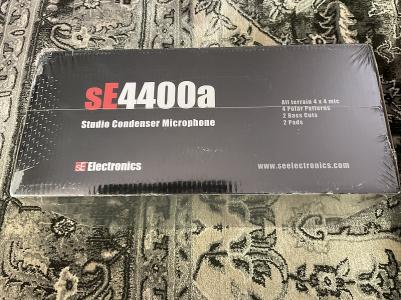 sE4400a
Studio Condenser Microphone
All terrain 4 x 4 mic
4 Polar Patterns
2 Bass Cuts
2 Pads
sE Electronics
www.seelectronics.com